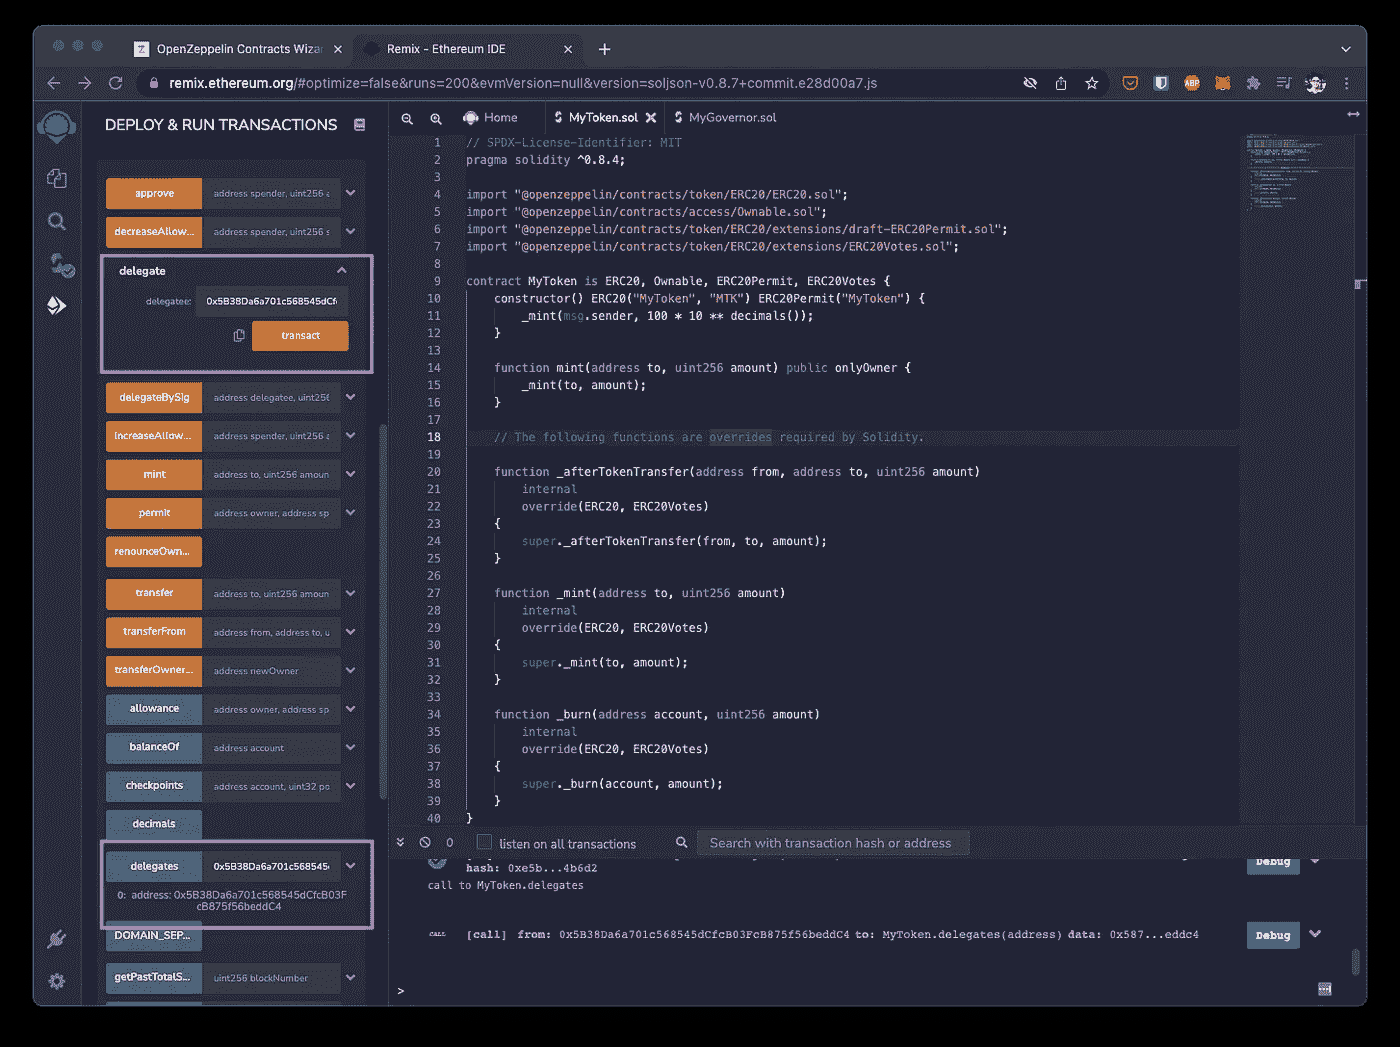 OpenZeppelin Contracts Wiza
Remix - Ethereum IDE
remix.ethereum.org/#optimize=false&runs=200&evmVersion=null&version=soljson-v0.8.7+commit.e28d00a7.js
DEPLOY & RUN TRANSACTIONS
approve address spender, uint256 a
decreaseAllow... address spender, uint256 s
delegate
delegatee: 0x5B38Da6a701c568545dCf
transact
delegateBySig address delegatee, uint256
increaseAllow... address spender, uint256 a
mint address to, uint256 amoun
permit address owner, address sp
renounceOwn...
transfer address to, uint256 amoun
transferFrom address from, address to, u
transferOwner... address newOwner
allowance address owner, address sp
balanceOf address account
checkpoints address account, uint32 po
decimals
delegates 0x5B38Da6a701c568545
0: address: 0x5B38Da6a701c568545dCfcB03F
cB875f56beddC4
DOMAIN_SEP...
getPastTotalS... uint256 blockNumber
Home
MyToken.sol
MyGovernor.sol
1 // SPDX-License-Identifier: MIT
2 pragma solidity ^0.8.4;
3
4 import "@openzeppelin/contracts/token/ERC20/ERC20.sol";
5 import "@openzeppelin/contracts/access/Ownable.sol";
6 import "@openzeppelin/contracts/token/ERC20/extensions/draft-ERC20Permit.sol";
7 import "@openzeppelin/contracts/token/ERC20/extensions/ERC20Votes.sol";
8
9 contract MyToken is ERC20, Ownable, ERC20Permit, ERC20Votes {
10 constructor() ERC20("MyToken", "MTK") ERC20Permit("MyToken") {
11 _mint(msg.sender, 100 * 10 ** decimals());
12 }
13
14 function mint(address to, uint256 amount) public onlyOwner {
15 _mint(to, amount);
16 }
17
18 // The following functions are overrides required by Solidity.
19
20 function _afterTokenTransfer(address from, address to, uint256 amount)
21 internal
22 override(ERC20, ERC20Votes)
23 {
24 super._afterTokenTransfer(from, to, amount);
25 }
26
27 function _mint(address to, uint256 amount)
28 internal
29 override(ERC20, ERC20Votes)
30 {
31 super._mint(to, amount);
32 }
33
34 function _burn(address account, uint256 amount)
35 internal
36 override(ERC20, ERC20Votes)
37 {
38 super._burn(account, amount);
39 }
40 }
0 listen on all transactions Search with transaction hash or address
hash: 0xe5b...4b6d2 Debug
call to MyToken.delegates
CALL [call] from: 0x5B38Da6a701c568545dCfcB03FcB875f56beddC4 to: MyToken.delegates(address) data: 0x587...eddc4 Debug
>